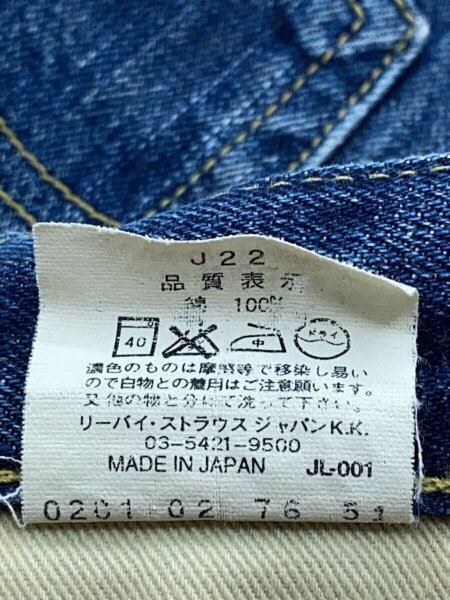 J22
品質表示
綿 100%
40 中 ドライ
濃色のものは摩擦等で移染し易い
ので白物との着用はご注意願います。
又他の物と分けて洗って下さい。
リーバイ・ストラウス ジャパンK.K.
03-5421-9500
MADE IN JAPAN JL-001
0201 02 76 51